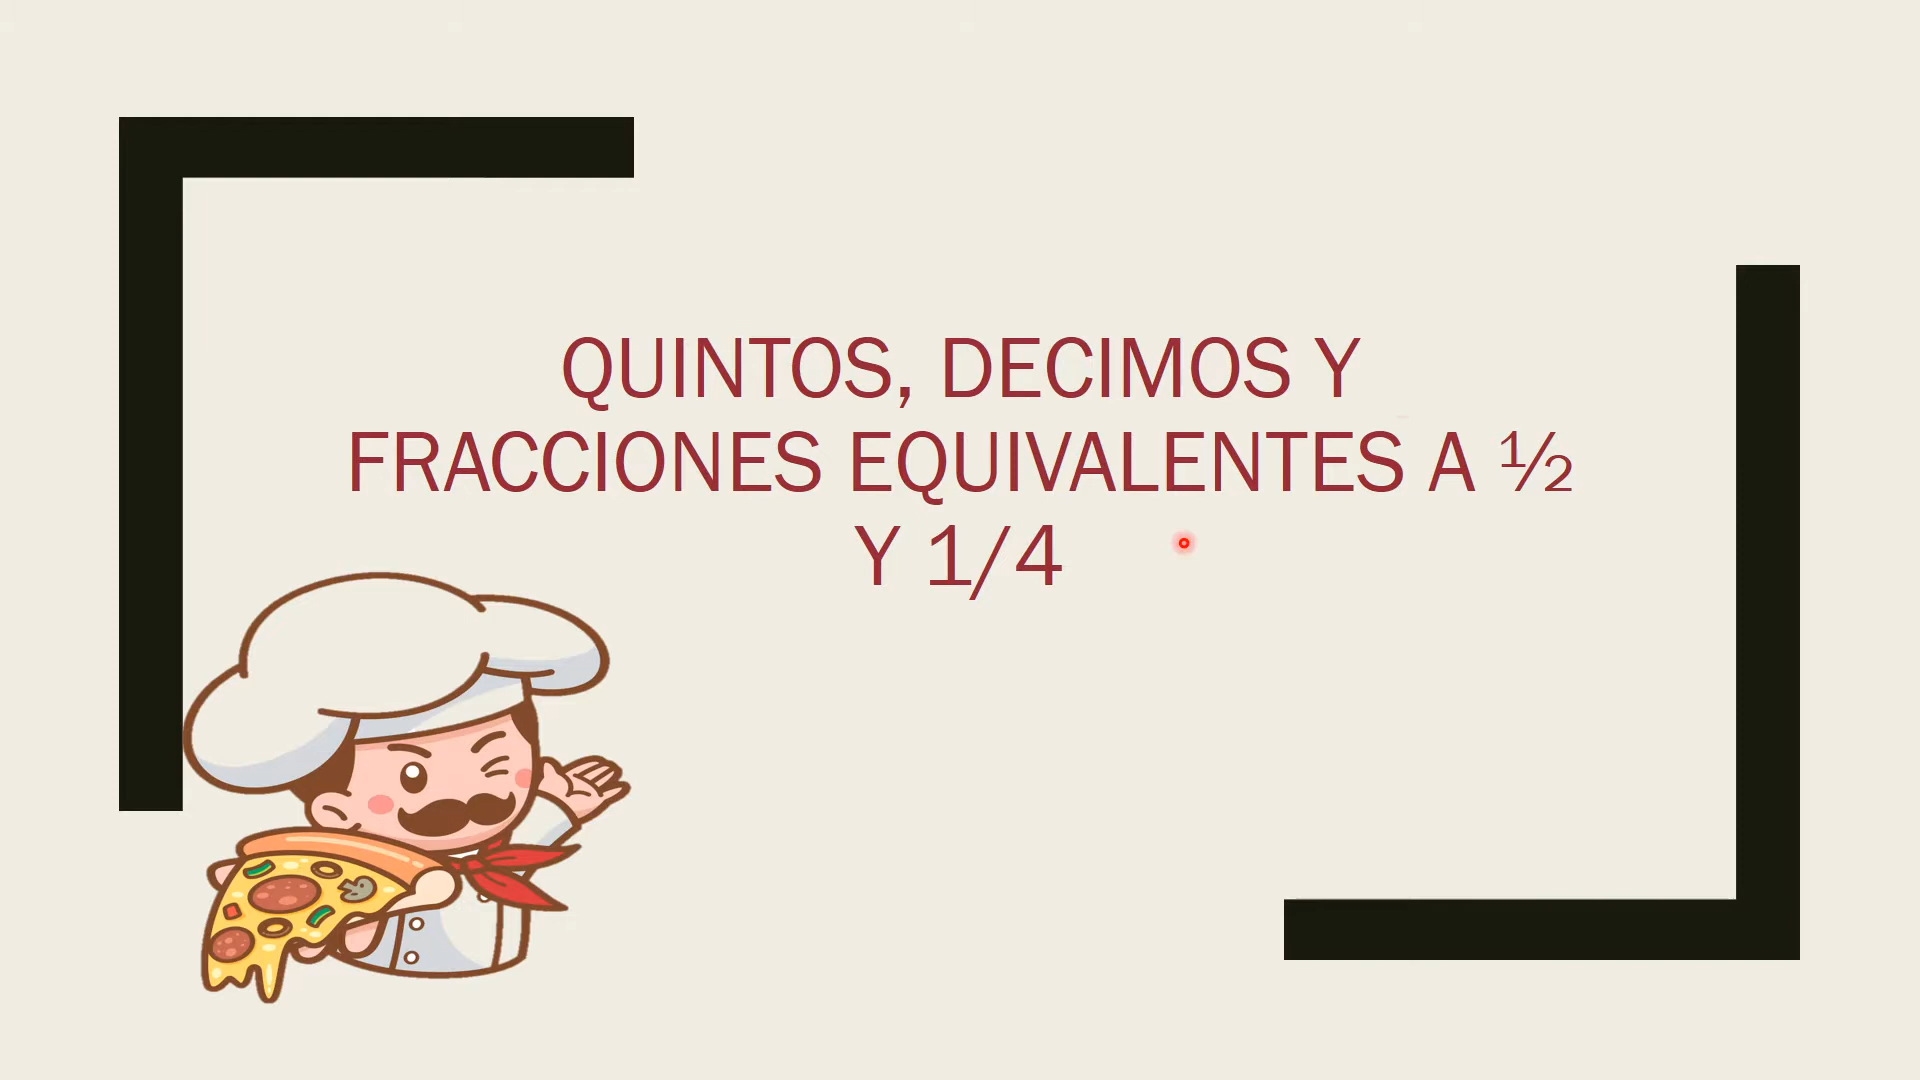 QUINTOS, DECIMOS Y
FRACCIONES EQUIVALENTES A ½
Y 1/4